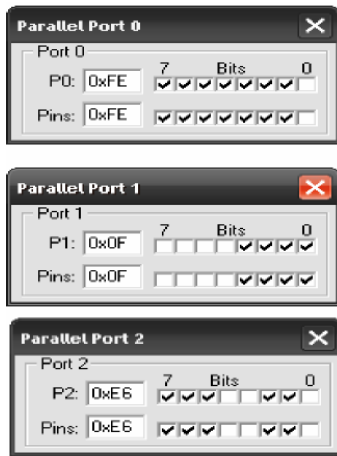 Parallel Port 0
Port 0
7 Bits 0
P0: 0xFE
Pins: 0xFE
Parallel Port 1
Port 1
7 Bits 0
P1: 0x0F
Pins: 0x0F
Parallel Port 2
Port 2
7 Bits 0
P2: 0xE6
Pins: 0xE6